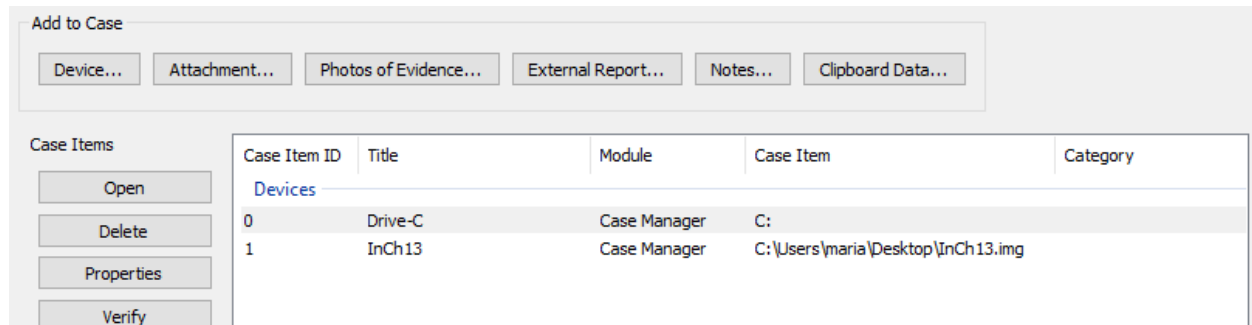 Add to Case
Device... Attachment... Photos of Evidence... External Report... Notes... Clipboard Data...
Case Items
Case Item ID Title Module Case Item Category
Open
Devices
0 Drive-C Case Manager C:
Delete
1 InCh13 Case Manager C:\Users\maria\Desktop\InCh13.img
Properties
Verify